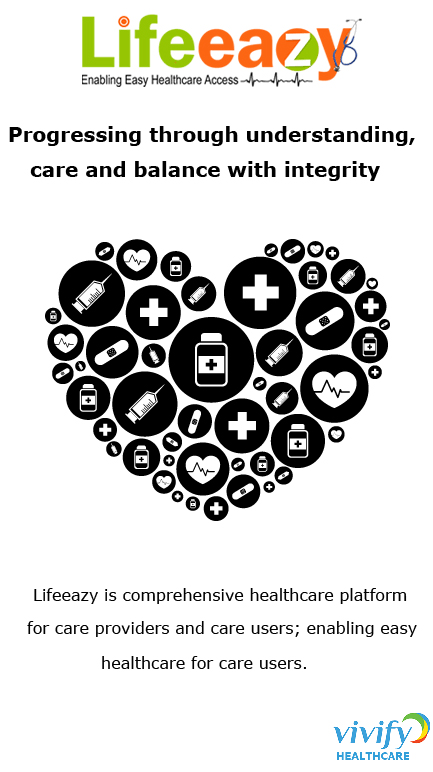 Lifeeazy
Enabling Easy Healthcare Access
Progressing through understanding,
care and balance with integrity
Lifeeazy is comprehensive healthcare platform
for care providers and care users; enabling easy
healthcare for care users.
vivify
HEALTHCARE